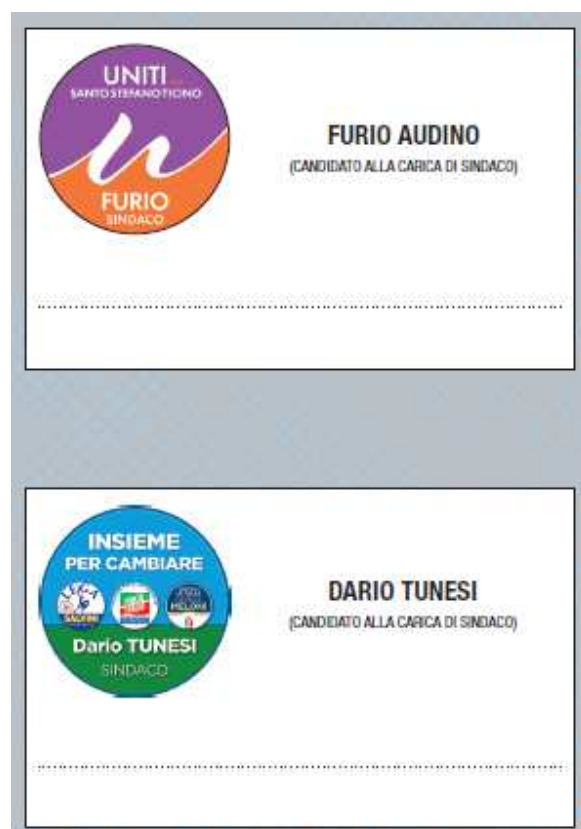 UNITI
SANTO STEFANO TICINO
FURIO
SINDACO
FURIO AUDINO
(CANDIDATO ALLA CARICA DI SINDACO)
INSIEME
PER CAMBIARE
LEGA
SALVINI
MELONI
Dario TUNESI
SINDACO
DARIO TUNESI
(CANDIDATO ALLA CARICA DI SINDACO)